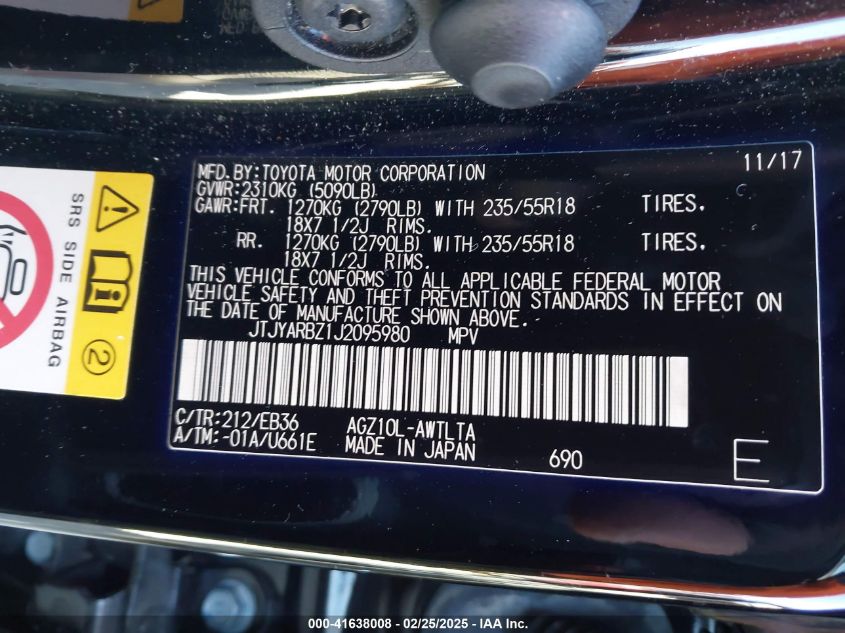 MFD.BY:TOYOTA MOTOR CORPORATION 11/17
GVWR:2310KG (5090LB)
GAWR:FRT. 1270KG (2790LB) WITH 235/55R18 TIRES.
18X7 1/2J RIMS.
RR. 1270KG (2790LB) WITH 235/55R18 TIRES.
18X7 1/2J RIMS.
THIS VEHICLE CONFORMS TO ALL APPLICABLE FEDERAL MOTOR
VEHICLE SAFETY AND THEFT PREVENTION STANDARDS IN EFFECT ON
THE DATE OF MANUFACTURE SHOWN ABOVE.
JTJYARBZ1J2095980 MPV
C/TR:212/EB36 AGZ10L-AWTLTA
A/TM:-01A/U661E MADE IN JAPAN 690 E
SRS SIDE AIRBAG
2
000-41638008 - 02/25/2025 - IAA Inc.